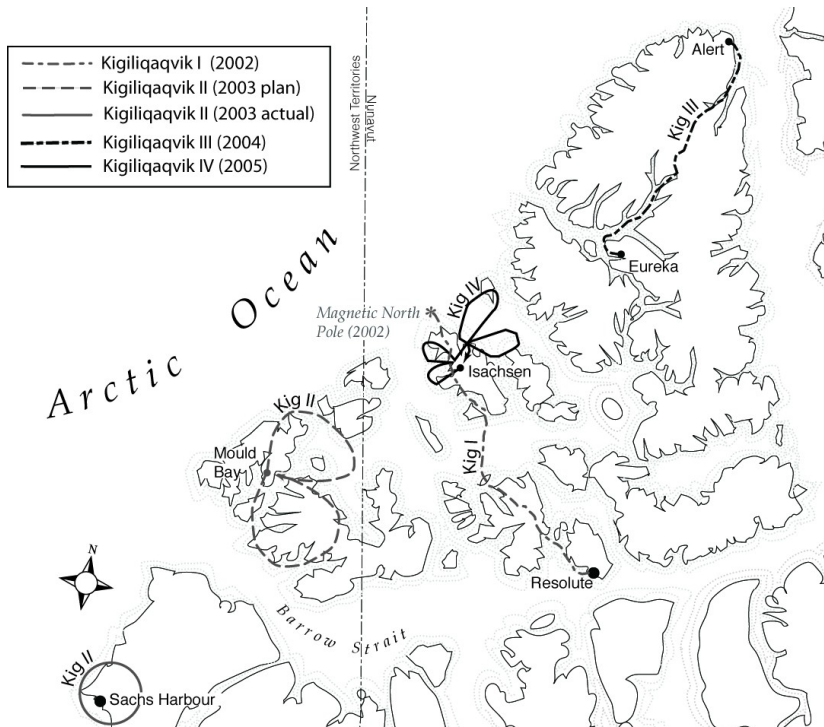 Kigiliqaqvik I (2002)
Kigiliqaqvik II (2003 plan)
Kigiliqaqvik II (2003 actual)
Kigiliqaqvik III (2004)
Kigiliqaqvik IV (2005)
Northwest Territories
Nunavut
Alert
Kig III
Eureka
Arctic Ocean
Magnetic North
Pole (2002)
Kig IV
Isachsen
Kig II
Mould
Bay
Kig I
N
Resolute
Barrow Strait
Kig II
Sachs Harbour